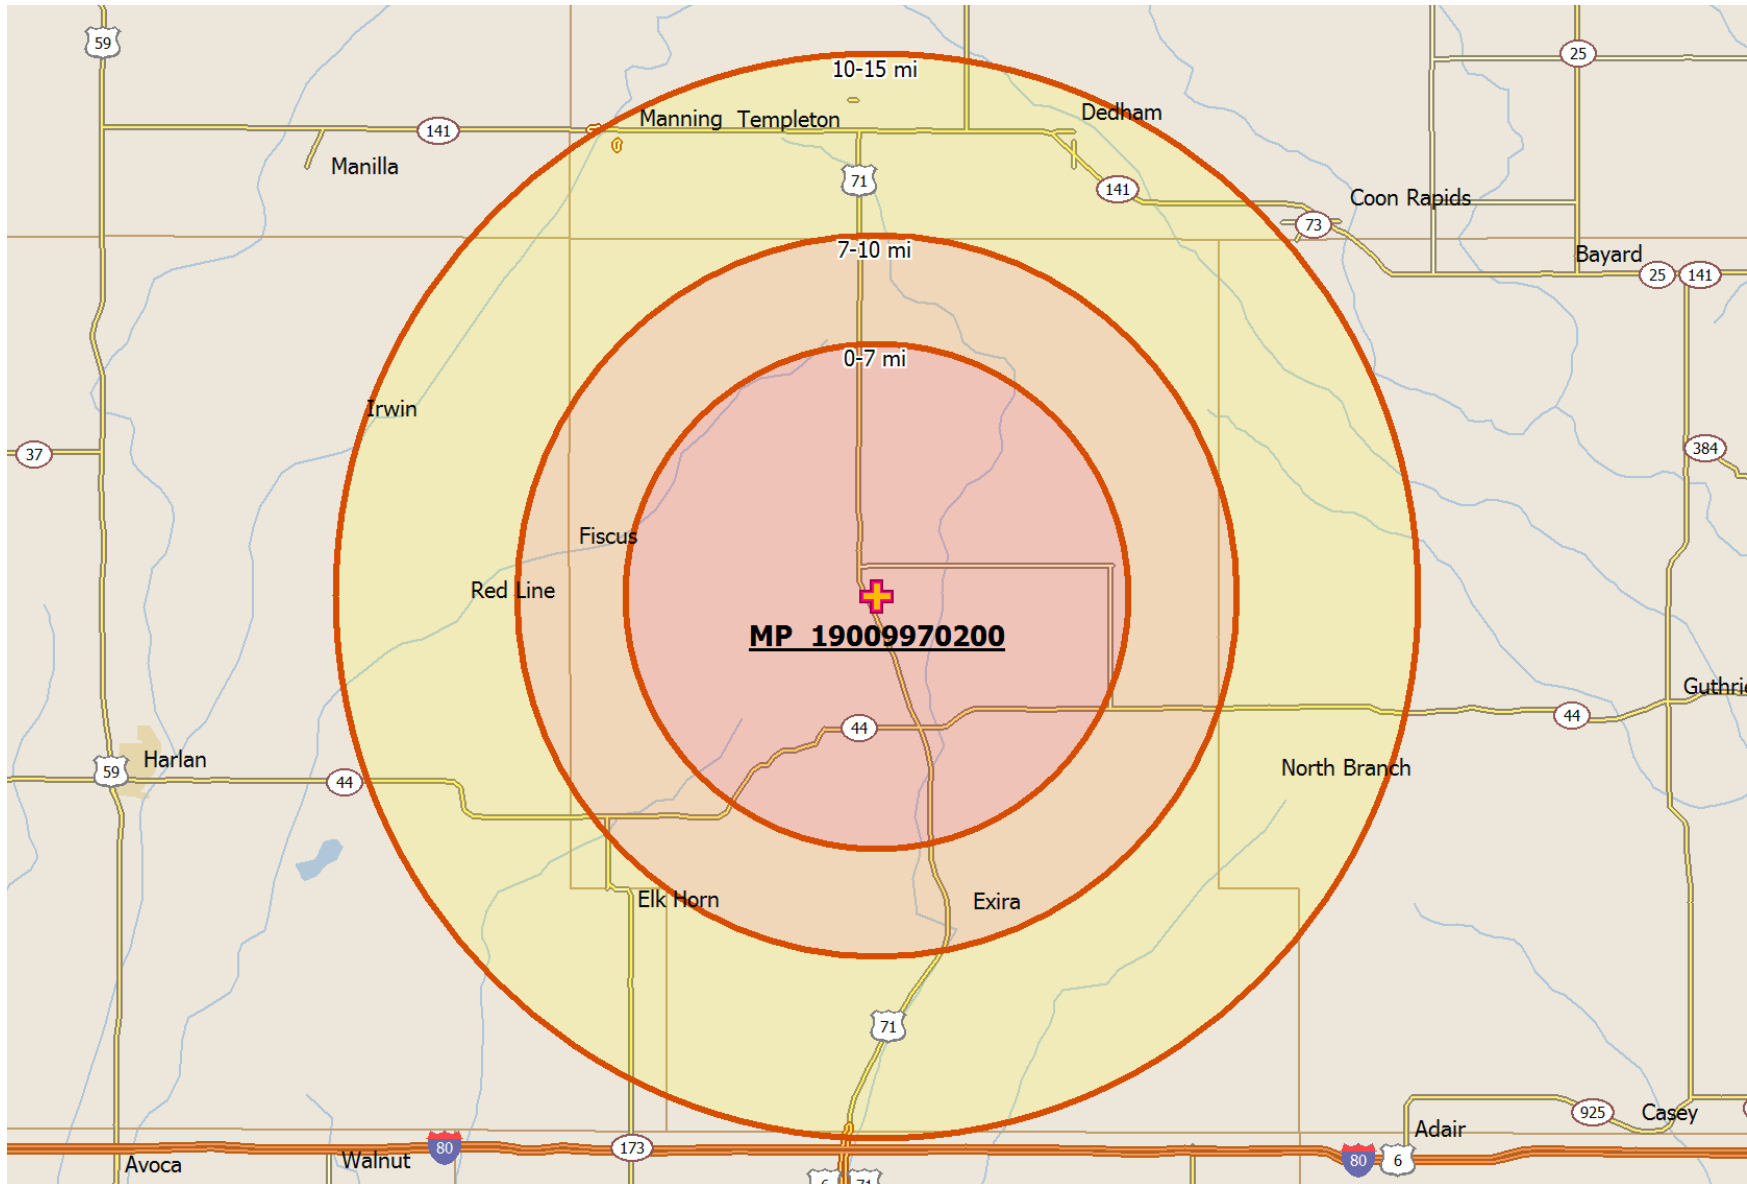 59
10-15 mi
25
Manning
Templeton
Dedham
141
Manilla
71
141
Coon Rapids
73
7-10 mi
Bayard
25
141
0-7 mi
Irwin
37
384
Fiscus
Red Line
MP 19009970200
Guthrie
44
44
Harlan
59
44
North Branch
Elk Horn
Exira
71
925
Casey
Adair
80
173
80
6
Avoca
Walnut
6
71